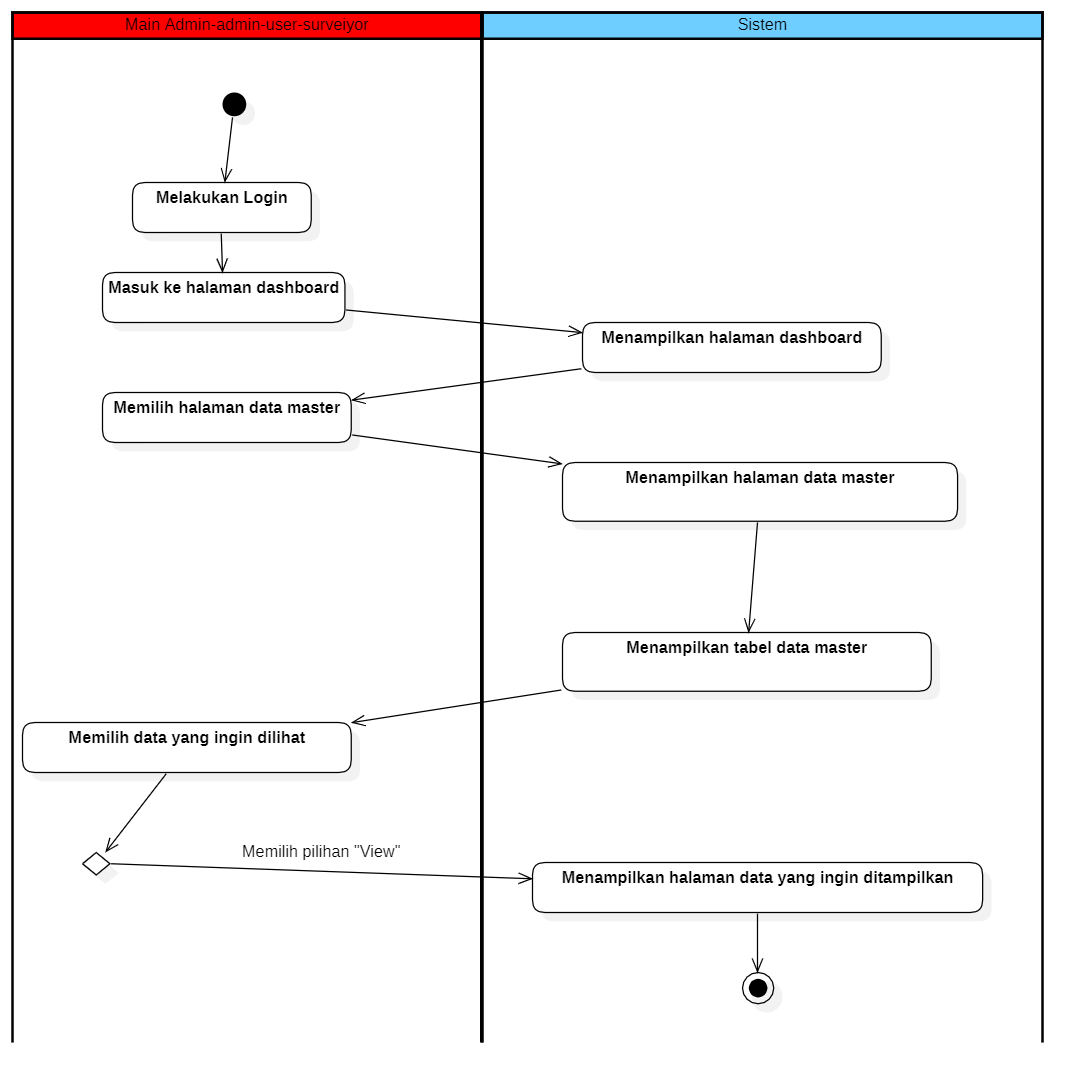 Main Admin-admin-user-surveiyor
Sistem
Melakukan Login
Masuk ke halaman dashboard
Menampilkan halaman dashboard
Memilih halaman data master
Menampilkan halaman data master
Menampilkan tabel data master
Memilih data yang ingin dilihat
Memilih pilihan "View"
Menampilkan halaman data yang ingin ditampilkan